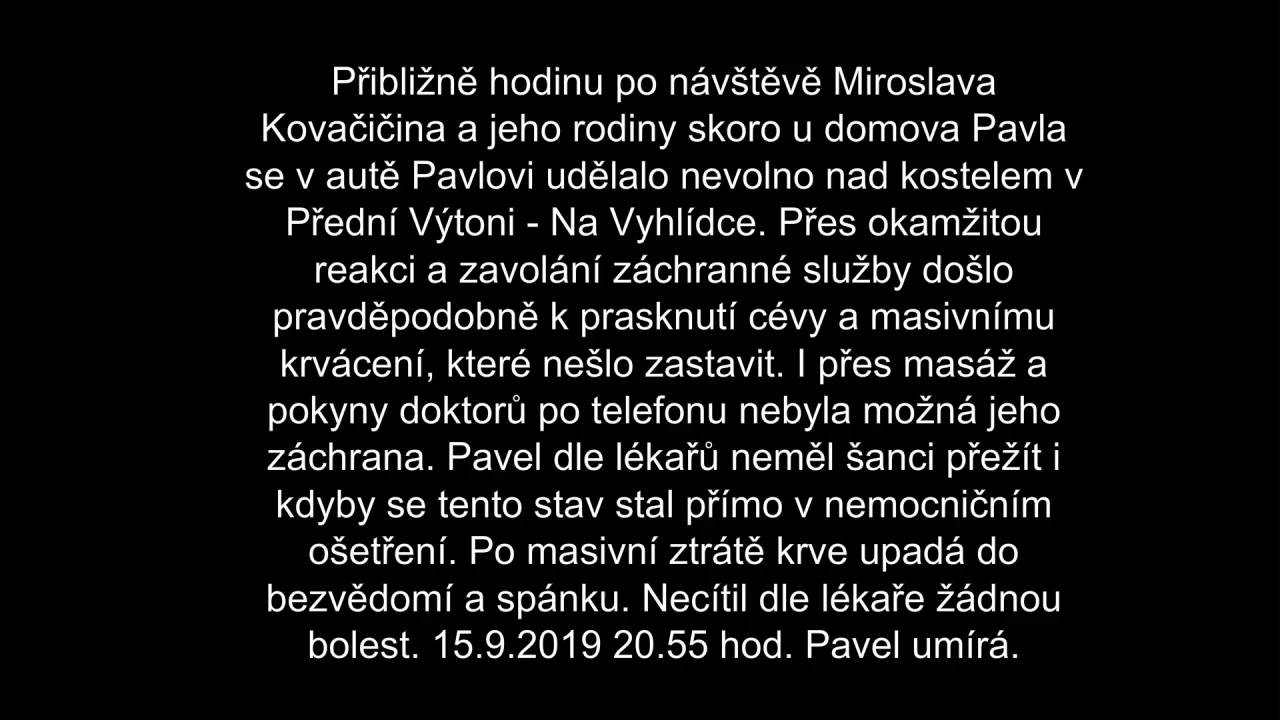 Přibližně hodinu po návštěvě Miroslava
Kovačičina a jeho rodiny skoro u domova Pavla
se v autě Pavlovi udělalo nevolno nad kostelem v
Přední Výtoni - Na Vyhlídce. Přes okamžitou
reakci a zavolání záchranné služby došlo
pravděpodobně k prasknutí cévy a masivnímu
krvácení, které nešlo zastavit. I přes masáž a
pokyny doktorů po telefonu nebyla možná jeho
záchrana. Pavel dle lékařů neměl šanci přežít i
kdyby se tento stav stal přímo v nemocničním
ošetření. Po masivní ztrátě krve upadá do
bezvědomí a spánku. Necítil dle lékaře žádnou
bolest. 15.9.2019 20.55 hod. Pavel umírá.